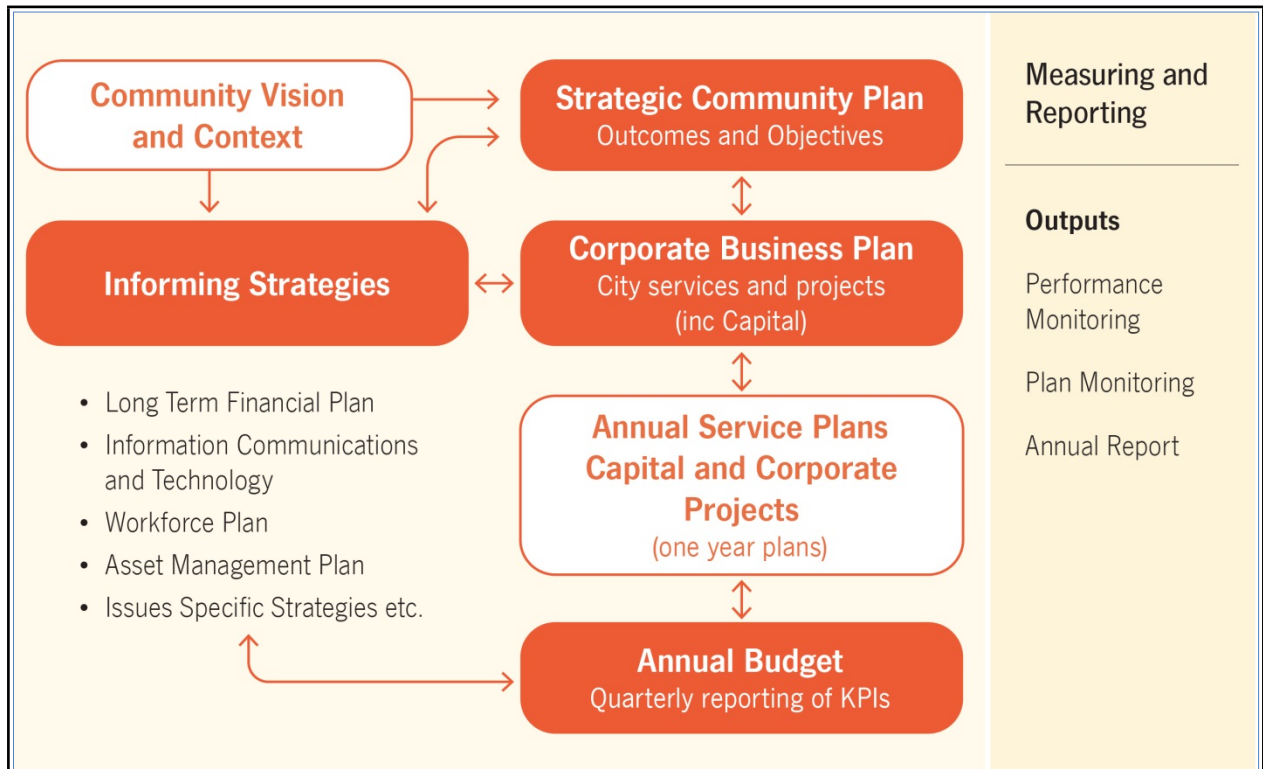 Community Vision
and Context
Strategic Community Plan
Outcomes and Objectives
Informing Strategies
Corporate Business Plan
City services and projects
(inc Capital)
• Long Term Financial Plan
• Information Communications
and Technology
• Workforce Plan
• Asset Management Plan
• Issues Specific Strategies etc.
Annual Service Plans
Capital and Corporate
Projects
(one year plans)
Annual Budget
Quarterly reporting of KPIs
Measuring and
Reporting
Outputs
Performance
Monitoring
Plan Monitoring
Annual Report